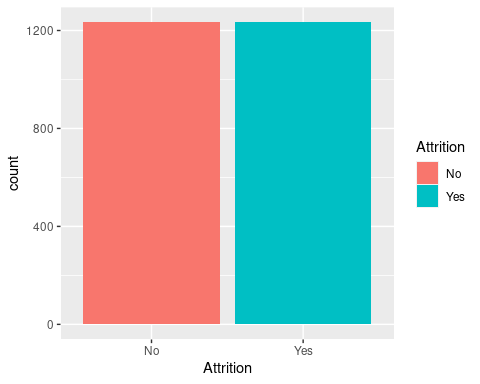 1200
800
400
0
count
No
Yes
Attrition
Attrition
No
Yes